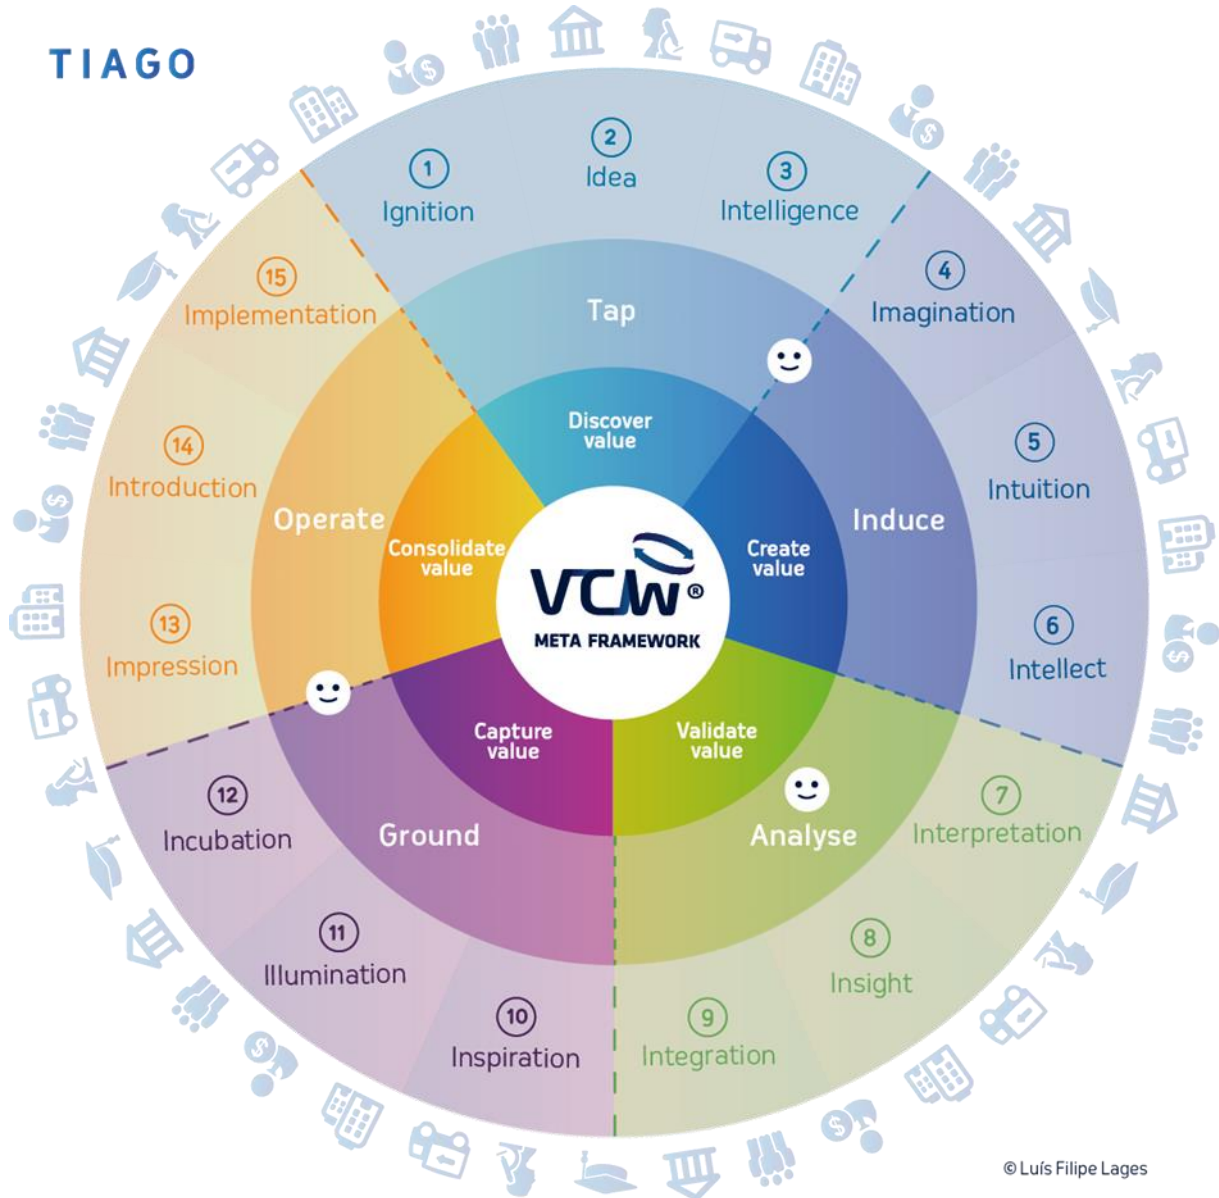 TIAGO
1
Ignition
2
Idea
3
Intelligence
4
Imagination
5
Intuition
6
Intellect
7
Interpretation
8
Insight
9
Integration
10
Inspiration
11
Illumination
12
Incubation
13
Impression
14
Introduction
15
Implementation
Tap
Induce
Analyse
Ground
Operate
Discover
value
Create
value
Validate
value
Capture
value
Consolidate
value
VCW®
META FRAMEWORK
$
$
$
$
$
$
© Luís Filipe Lages